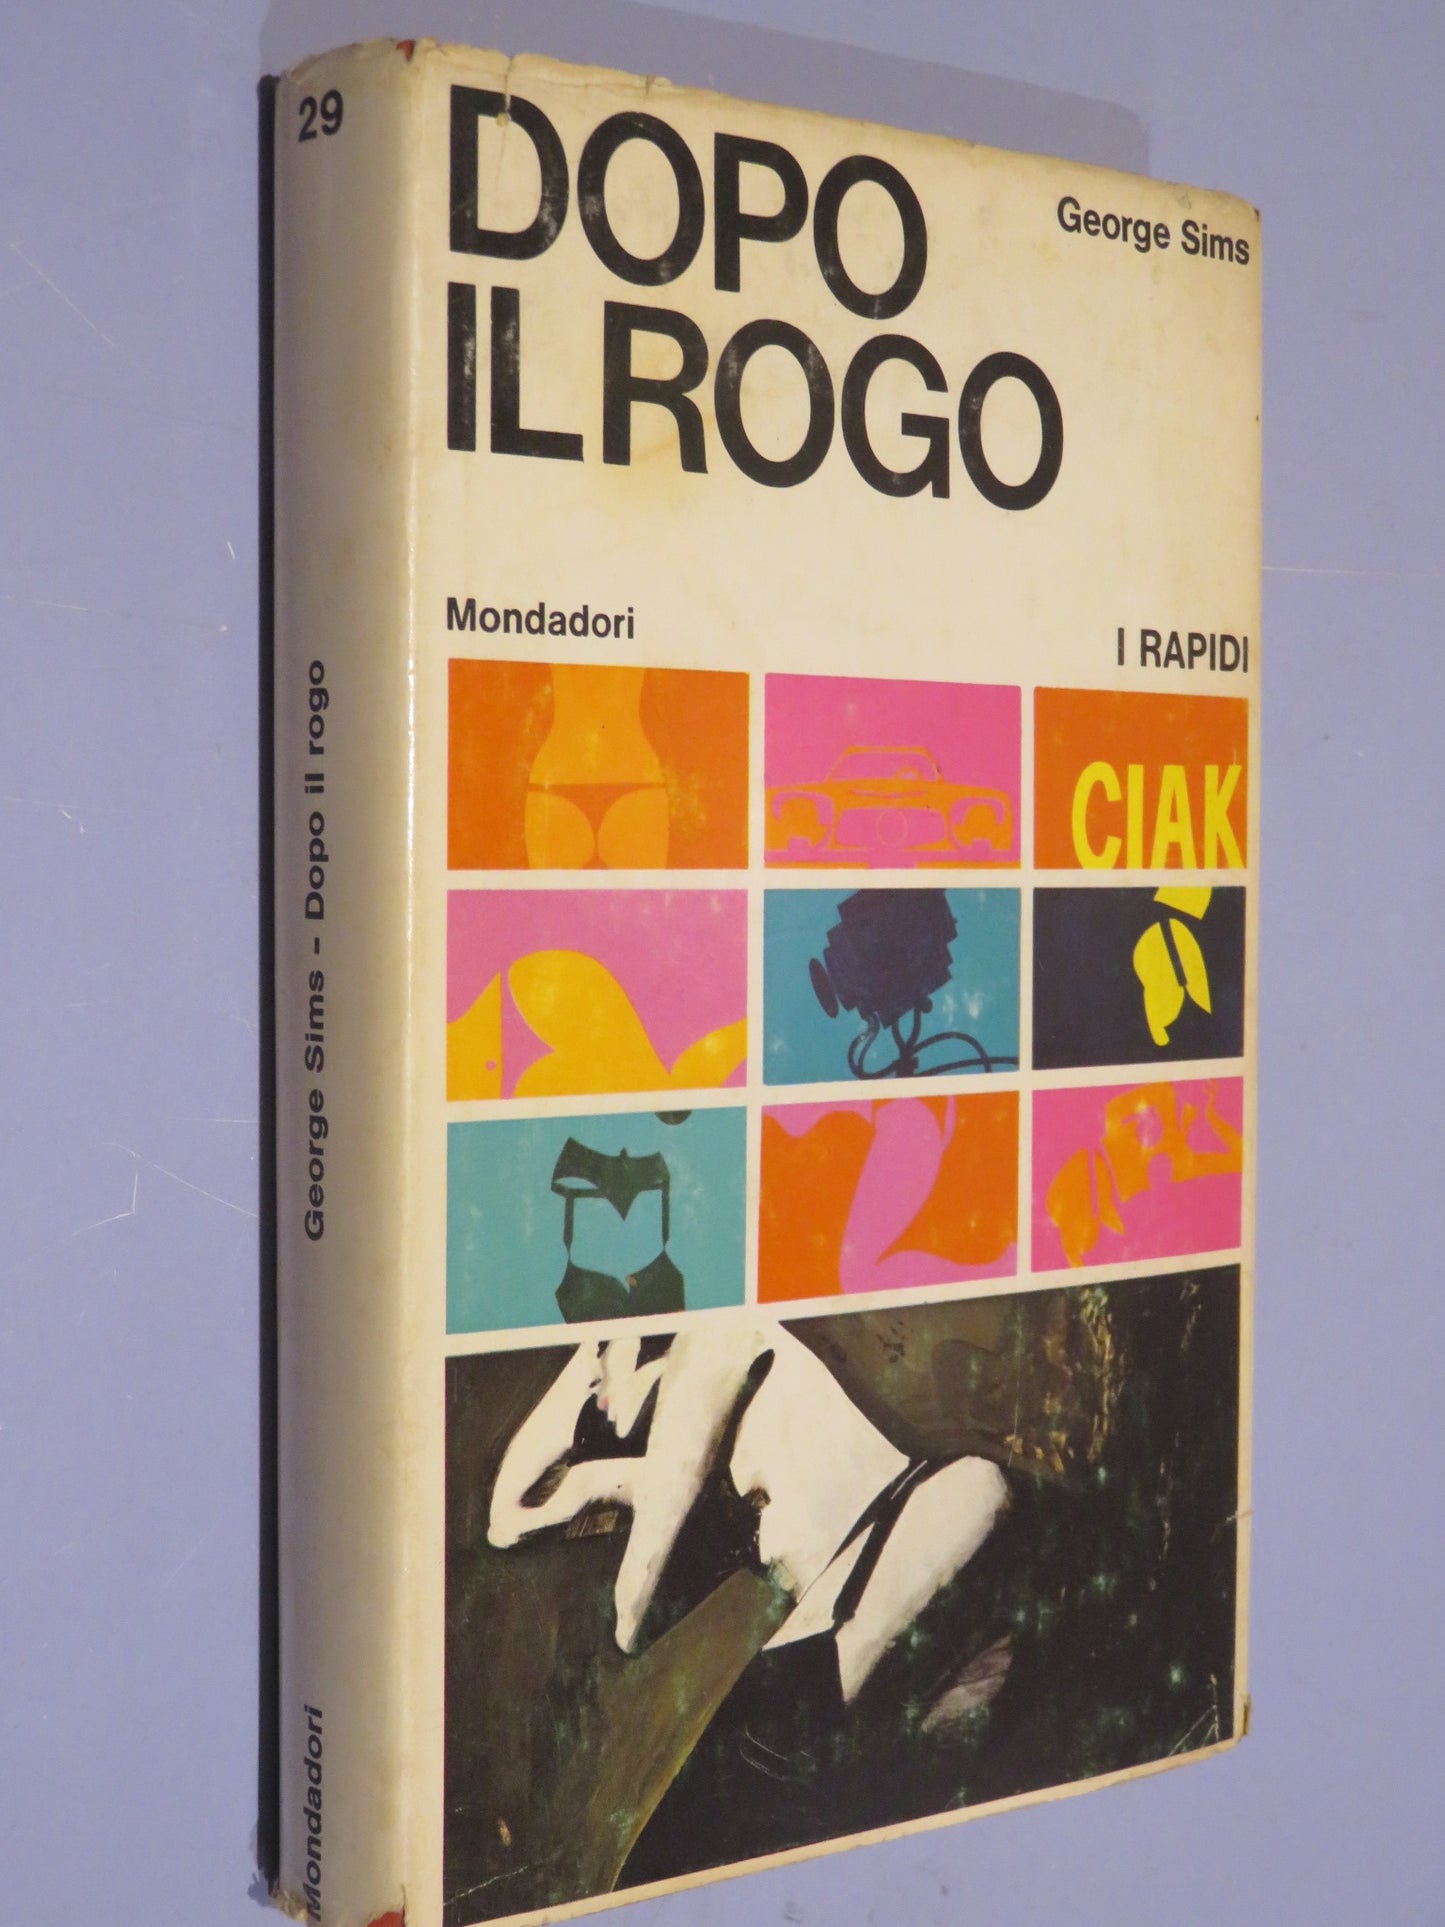 29
George Sims - Dopo il rogo
Mondadori
DOPO
IL ROGO
George Sims
Mondadori
I RAPIDI
CIAK